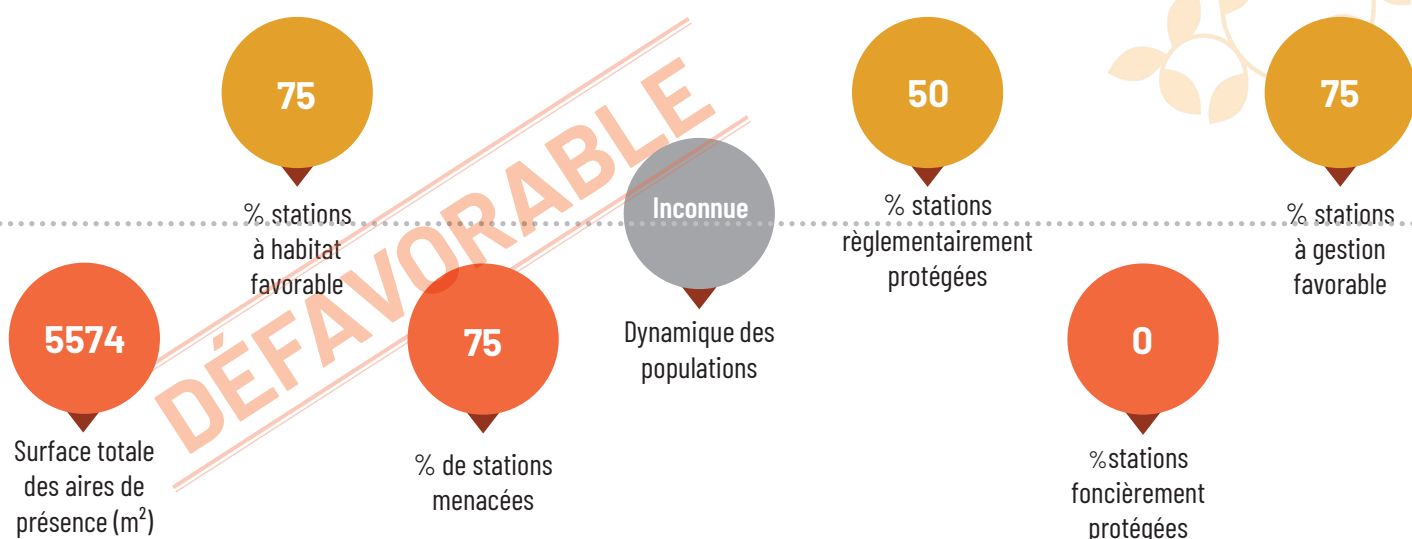 75
% stations
à habitat
favorable
5574
Surface totale
des aires de
présence (m²)
DÉFAVORABLE
75
% de stations
menacées
Inconnue
Dynamique des
populations
50
% stations
règlementairement
protégées
0
%stations
foncièrement
protégées
75
% stations
à gestion
favorable